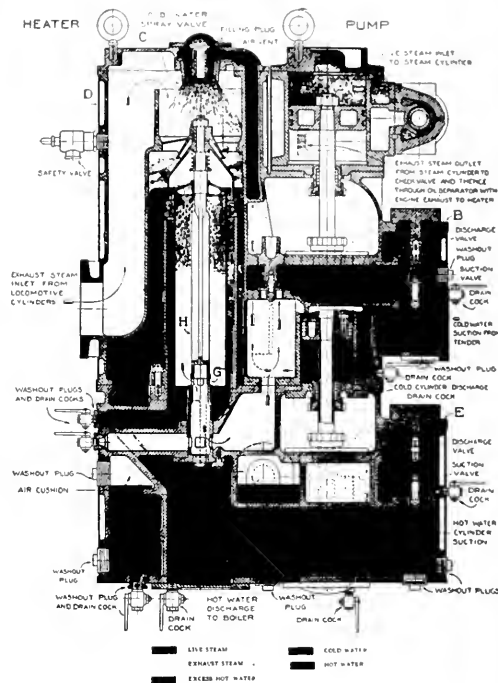 HEATER
PUMP
WATER
SPRAY VALVE
FILLING PLUG
AIR VENT
C
D
STEAM INLET
TO STEAM CYLINDER
SAFETY
VALVE
EXHAUST STEAM OUTLET
FROM STEAM CYLINDER TO
CHECK VALVE AND THENCE
THROUGH OIL SEPARATOR WITH
ENGINE EXHAUST TO HEATER
B
DISCHARGE
VALVE
WASHOUT
PLUG
SUCTION
VALVE
DRAIN
COCK
COLD WATER
SUCTION FROM
TENDER
EXHAUST STEAM
INLET FROM
LOCOMOTIVE
CYLINDERS
H
I
G
WASHOUT PLUG
DRAIN COCK
COLD CYLINDER DISCHARGE
DRAIN COCK
WASHOUT PLUGS
AND DRAIN COCKS
E
DISCHARGE
VALVE
SUCTION
VALVE
DRAIN
COCK
HOT WATER
CYLINDER
SUCTION
WASHOUT PLUG
AIR CUSHION
WASHOUT
PLUG
WASHOUT PLUG
AND DRAIN COCK
DRAIN
COCK
HOT WATER
DISCHARGE
TO BOILER
WASHOUT
PLUG
DRAIN COCK
WASHOUT PLUGS
LIVE STEAM
COLD WATER
EXHAUST STEAM
HOT WATER
EXCESS HOT WATER